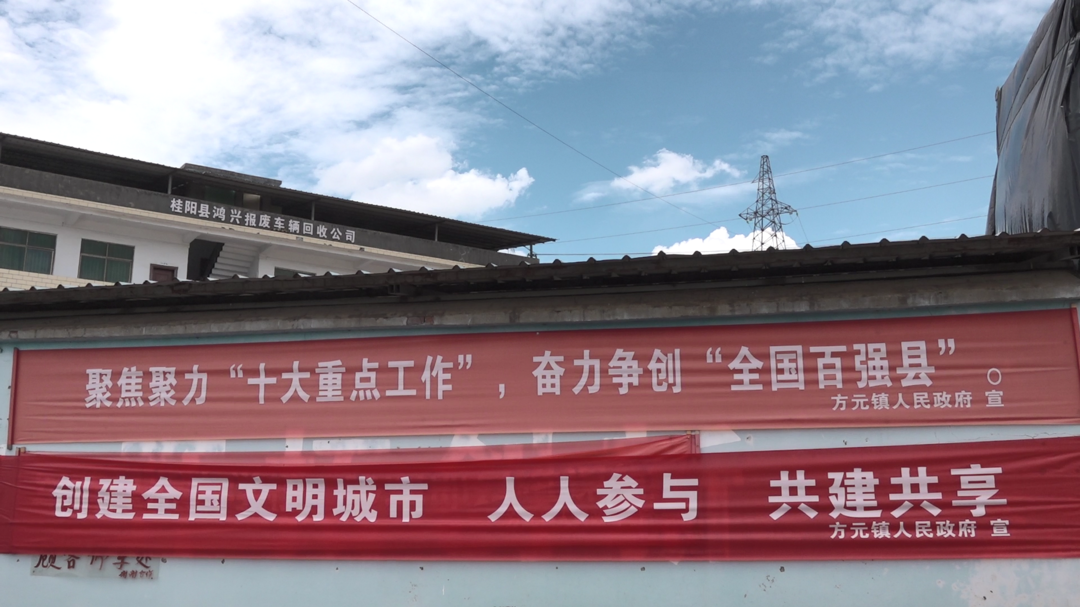 桂阳县鸿兴报废车辆回收公司
聚焦聚力“十大重点工作”，奋力争创“全国百强县”。
方元镇人民政府 宣
创建全国文明城市 人人参与 共建共享
方元镇人民政府 宣